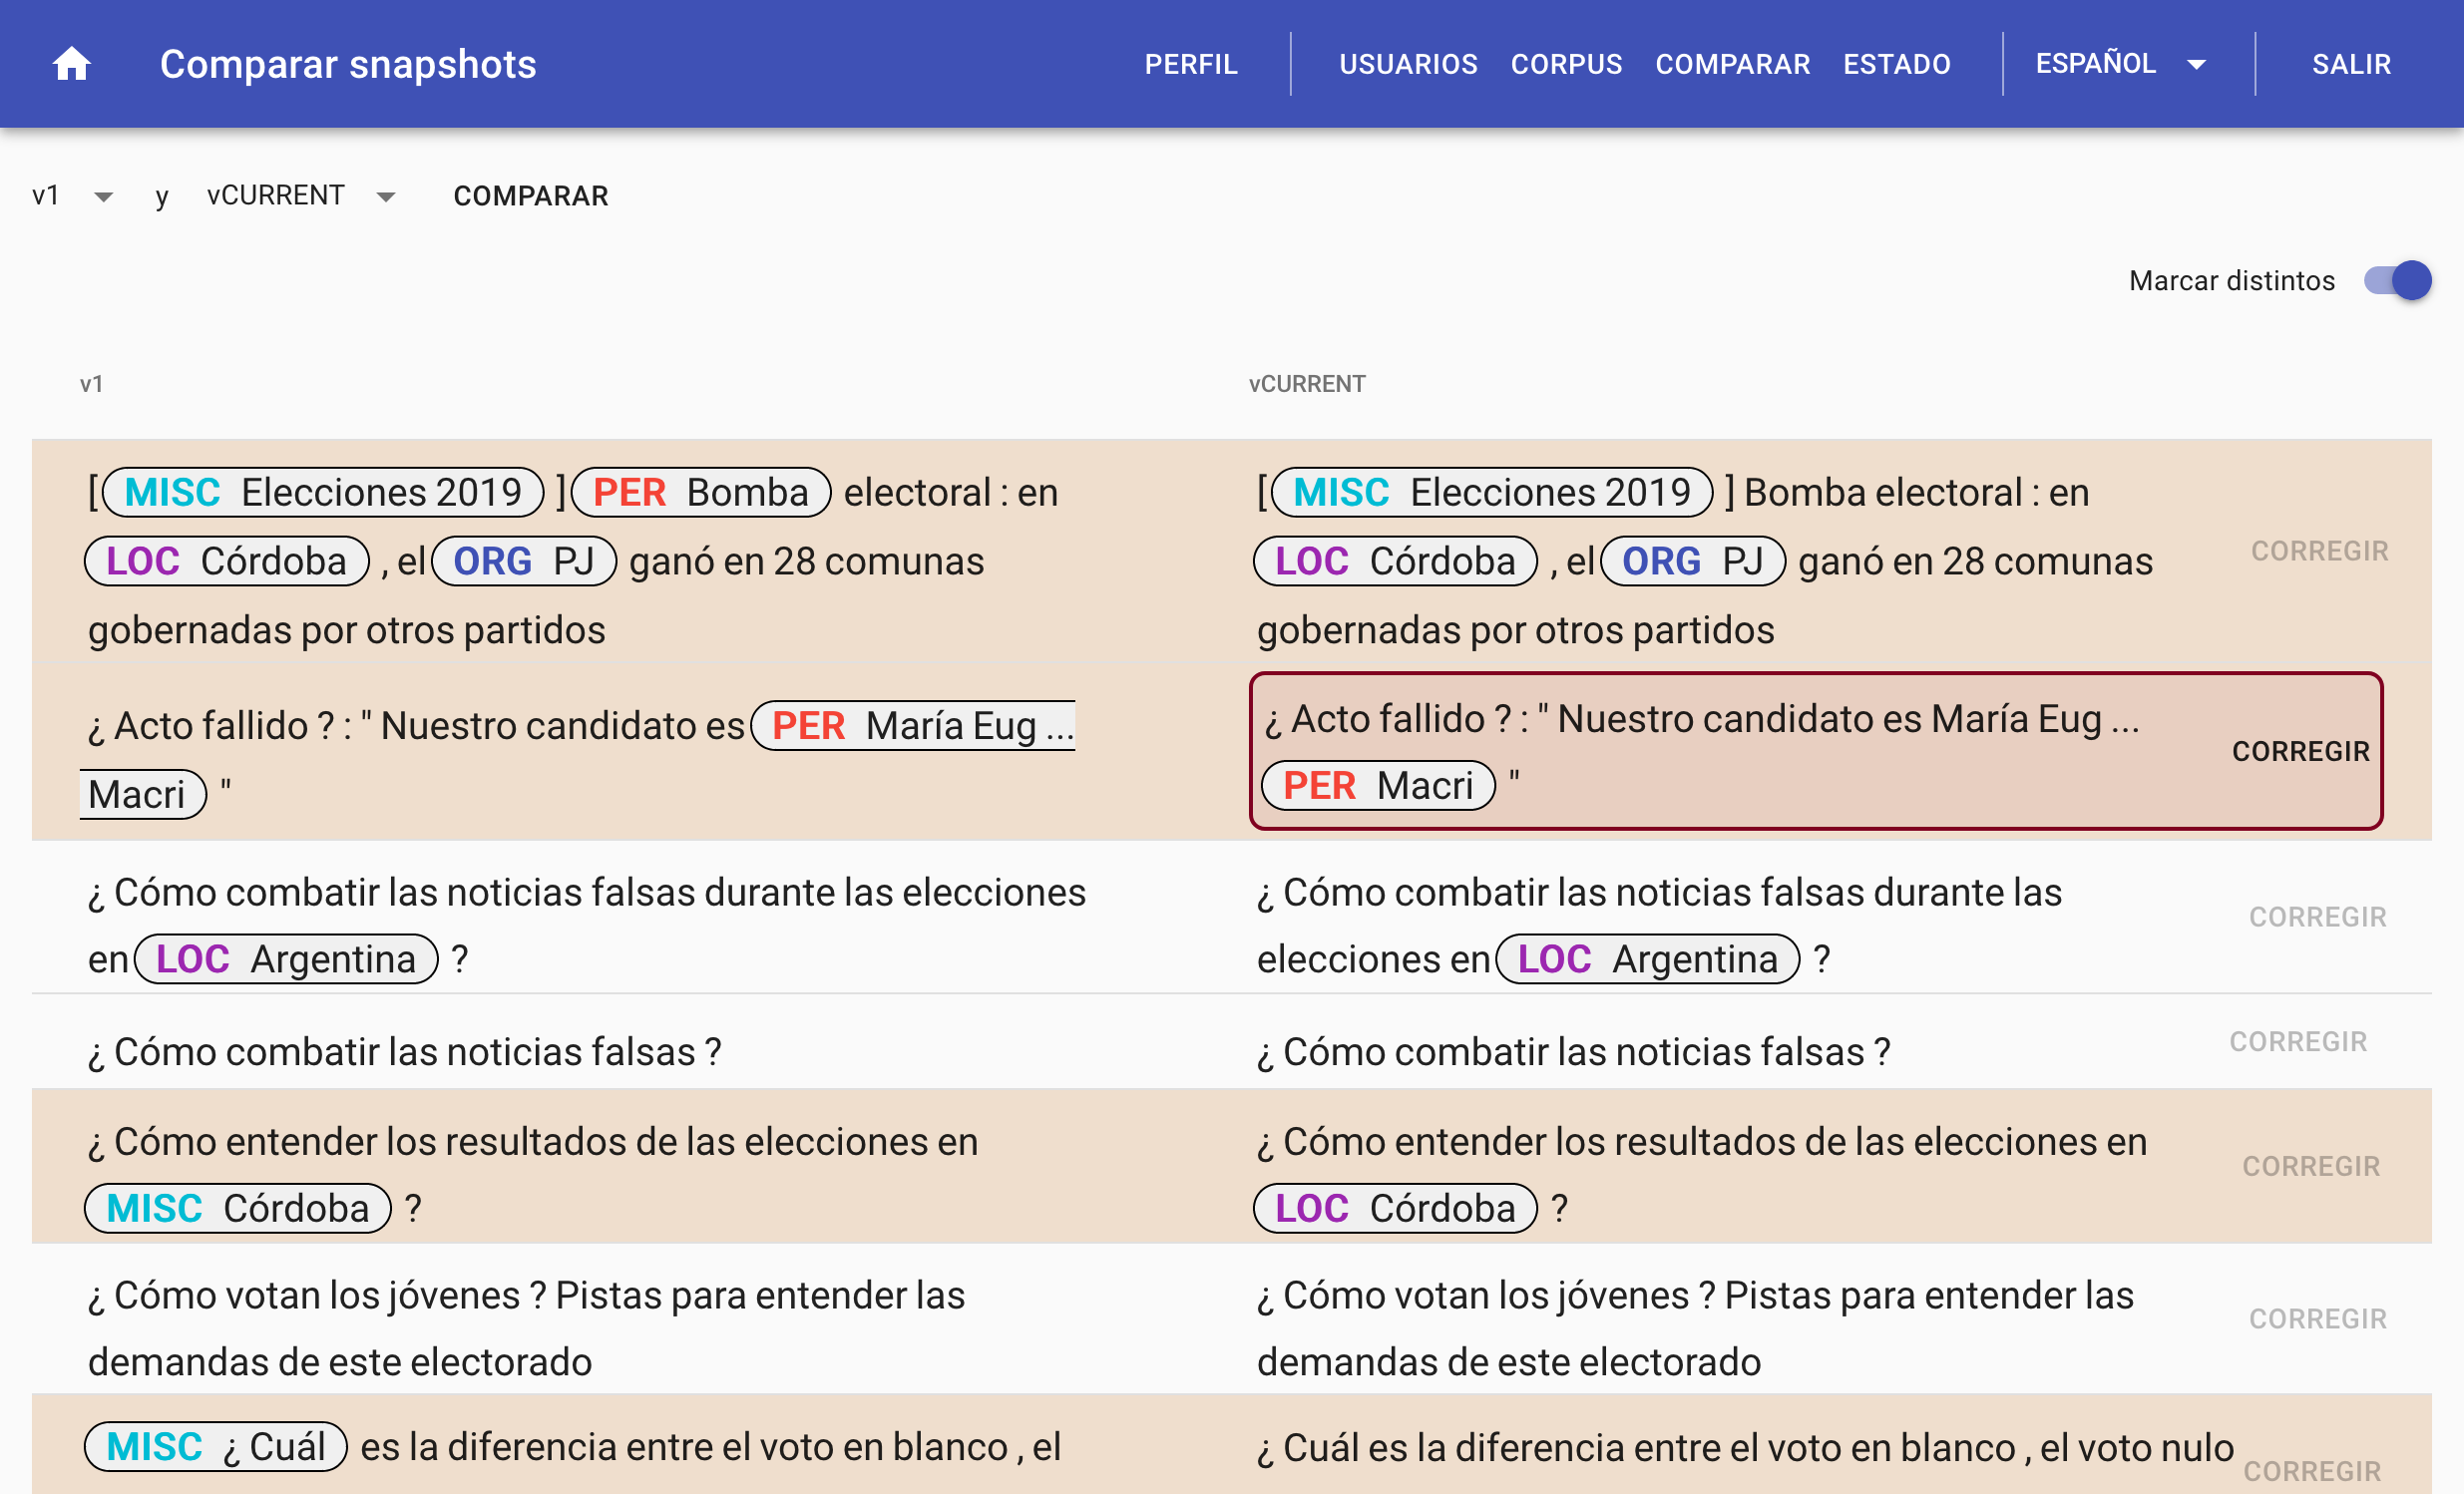 Comparar snapshots PERFIL USUARIOS CORPUS COMPARAR ESTADO ESPAÑOL SALIR
v1 y vCURRENT COMPARAR
Marcar distintos
v1 vCURRENT
[ MISC Elecciones 2019 ] PER Bomba electoral : en
LOC Córdoba , el ORG PJ ganó en 28 comunas
gobernadas por otros partidos
[ MISC Elecciones 2019 ] Bomba electoral : en
LOC Córdoba , el ORG PJ ganó en 28 comunas
gobernadas por otros partidos
CORREGIR
¿ Acto fallido ? : " Nuestro candidato es PER María Eug ...
Macri "
¿ Acto fallido ? : " Nuestro candidato es María Eug ...
PER Macri "
CORREGIR
¿ Cómo combatir las noticias falsas durante las elecciones
en LOC Argentina ?
¿ Cómo combatir las noticias falsas durante las
elecciones en LOC Argentina ?
CORREGIR
¿ Cómo combatir las noticias falsas ?
¿ Cómo combatir las noticias falsas ?
CORREGIR
¿ Cómo entender los resultados de las elecciones en
MISC Córdoba ?
¿ Cómo entender los resultados de las elecciones en
LOC Córdoba ?
CORREGIR
¿ Cómo votan los jóvenes ? Pistas para entender las
demandas de este electorado
¿ Cómo votan los jóvenes ? Pistas para entender las
demandas de este electorado
CORREGIR
MISC ¿ Cuál es la diferencia entre el voto en blanco , el
¿ Cuál es la diferencia entre el voto en blanco , el voto nulo
CORREGIR